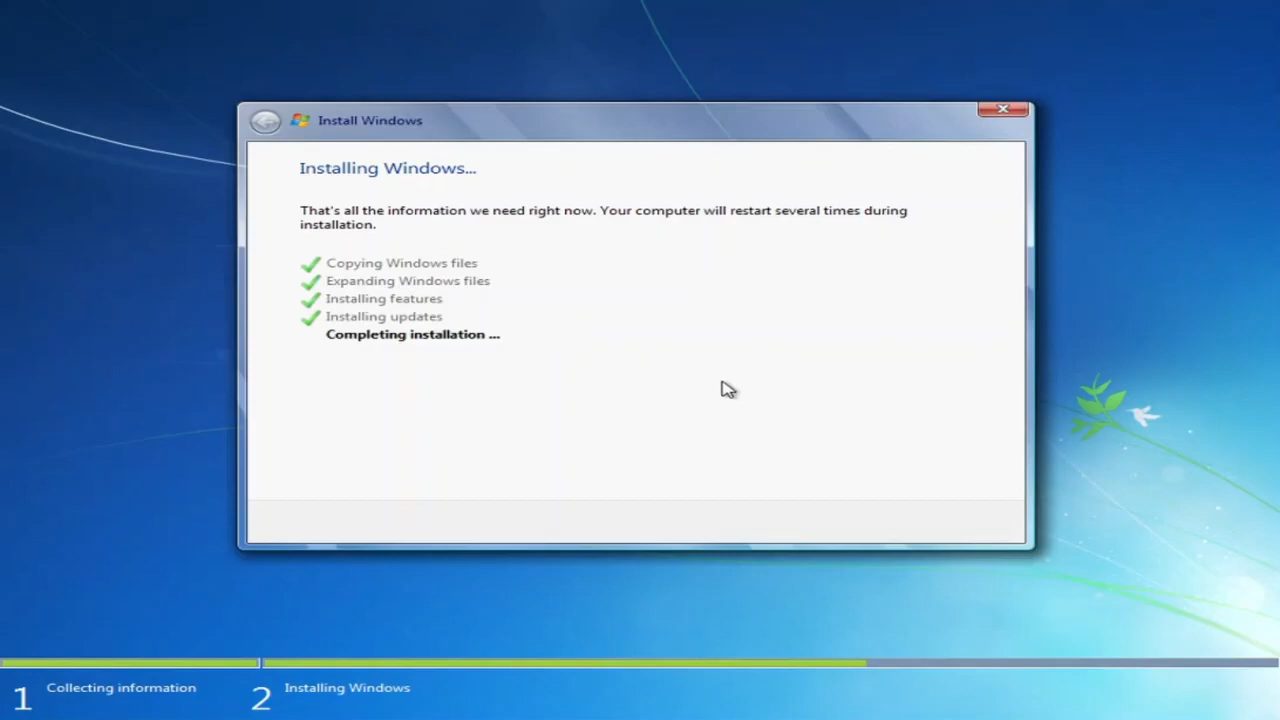 Install Windows
Installing Windows...
That's all the information we need right now. Your computer will restart several times during
installation.
Copying Windows files
Expanding Windows files
Installing features
Installing updates
Completing installation ...
1 Collecting information
2 Installing Windows